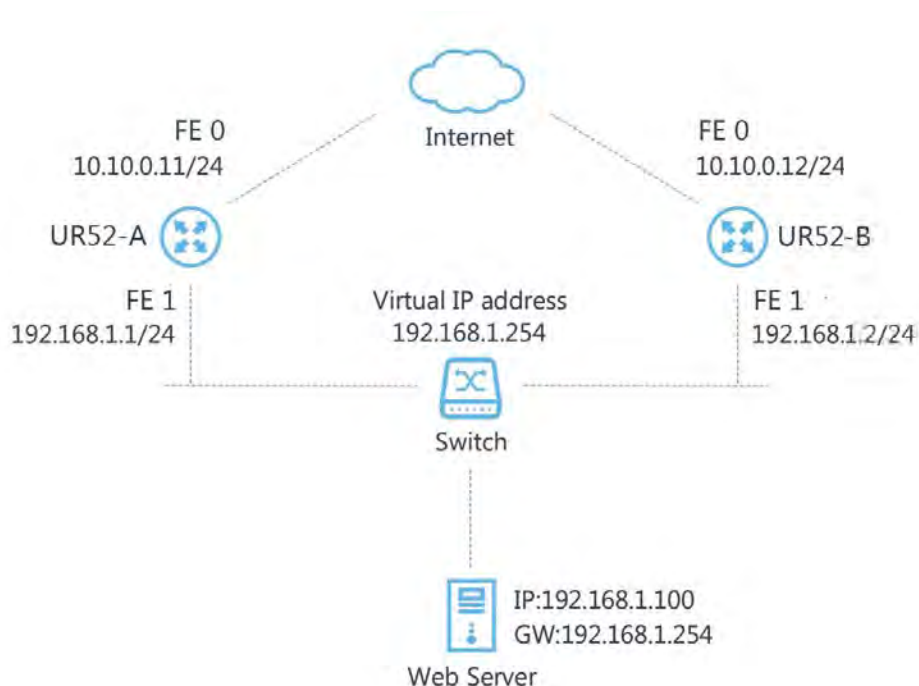 Internet
FE 0
10.10.0.11/24
FE 0
10.10.0.12/24
UR52-A
UR52-B
FE 1
192.168.1.1/24
Virtual IP address
192.168.1.254
FE 1
192.168.1.2/24
Switch
IP:192.168.1.100
GW:192.168.1.254
Web Server